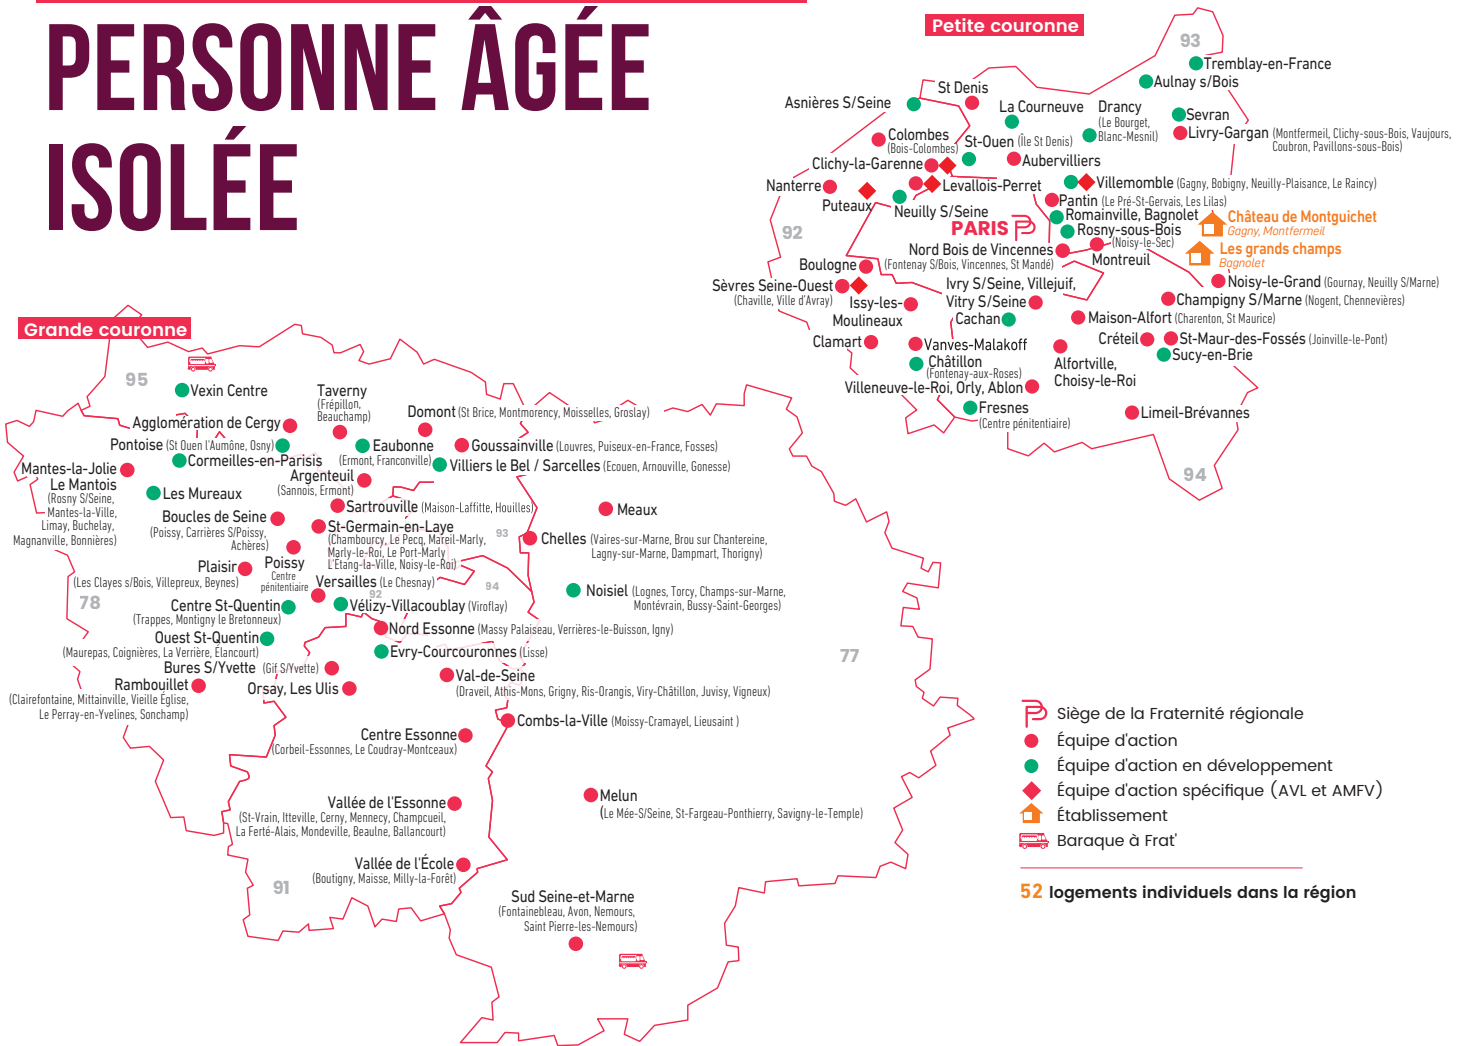 PERSONNE ÂGÉE
ISOLÉE
Petite couronne
93
Tremblay-en-France
Aulnay s/Bois
St Denis
Asnières S/Seine
La Courneuve
Drancy
(Le Bourget,
Blanc-Mesnil)
Sevran
Livry-Gargan (Montfermeil, Clichy-sous-Bois, Vaujours,
Coubron, Pavillons-sous-Bois)
Colombes
(Bois-Colombes)
St-Ouen (Île St Denis)
Aubervilliers
Clichy-la-Garenne
Nanterre
Levallois-Perret
Villemomble (Gagny, Bobigny, Neuilly-Plaisance, Le Raincy)
Puteaux
Neuilly S/Seine
Pantin (Le Pré-St-Gervais, Les Lilas)
Romainville, Bagnolet
Château de Montguichet
Gagny, Montfermeil
92
PARIS
Rosny-sous-Bois
(Noisy-le-Sec)
Les grands champs
Bagnolet
Nord Bois de Vincennes
(Fontenay S/Bois, Vincennes, St Mandé)
Montreuil
Boulogne
Sèvres Seine-Ouest
(Chaville, Ville d'Avray)
Ivry S/Seine, Villejuif,
Vitry S/Seine
Noisy-le-Grand (Gournay, Neuilly S/Marne)
Champigny S/Marne (Nogent, Chennevières)
Issy-les-
Moulineaux
Cachan
Maison-Alfort (Charenton, St Maurice)
Clamart
Vanves-Malakoff
Créteil
St-Maur-des-Fossés (Joinville-le-Pont)
Sucy-en-Brie
Châtillon
(Fontenay-aux-Roses)
Alfortville,
Choisy-le-Roi
Villeneuve-le-Roi, Orly, Ablon
Fresnes
(Centre pénitentiaire)
Limeil-Brévannes
94
Grande couronne
95
Vexin Centre
Taverny
(Frépillon,
Beauchamp)
Domont (St Brice, Montmorency, Moisselles, Groslay)
Agglomération de Cergy
Pontoise (St Ouen l'Aumône, Osny)
Eaubonne
(Ermont, Franconville)
Goussainville (Louvres, Puiseux-en-France, Fosses)
Cormeilles-en-Parisis
Villiers le Bel / Sarcelles (Ecouen, Arnouville, Gonesse)
Mantes-la-Jolie
Le Mantois
(Rosny S/Seine,
Mantes-la-Ville,
Limay, Buchelay,
Magnanville, Bonnières)
Argenteuil
(Sannois, Ermont)
Les Mureaux
Sartrouville (Maison-Laffitte, Houilles)
Meaux
Boucles de Seine
(Poissy, Carrières S/Poissy,
Achères)
St-Germain-en-Laye
(Chambourcy, Le Pecq, Mareil-Marly,
Marly-le-Roi, Le Port-Marly
L'Etang-la-Ville, Noisy-le-Roi)
93
Chelles (Vaires-sur-Marne, Brou sur Chantereine,
Lagny-sur-Marne, Dampmart, Thorigny)
Plaisir
(Les Clayes s/Bois, Villepreux, Beynes)
Poissy
Centre
pénitentiaire
Versailles (Le Chesnay)
92
94
Noisiel (Lognes, Torcy, Champs-sur-Marne,
Montévrain, Bussy-Saint-Georges)
78
Centre St-Quentin
(Trappes, Montigny le Bretonneux)
Vélizy-Villacoublay (Viroflay)
Ouest St-Quentin
(Maurepas, Coignières, La Verrière, Élancourt)
Nord Essonne (Massy Palaiseau, Verrières-le-Buisson, Igny)
Evry-Courcouronnes (Lisse)
77
Bures S/Yvette (Gif S/Yvette)
Rambouillet
(Clairefontaine, Mittainville, Vieille Église,
Le Perray-en-Yvelines, Sonchamp)
Orsay, Les Ulis
Val-de-Seine
(Draveil, Athis-Mons, Grigny, Ris-Orangis, Viry-Châtillon, Juvisy, Vigneux)
Combs-la-Ville (Moissy-Cramayel, Lieusaint )
Centre Essonne
(Corbeil-Essonnes, Le Coudray-Montceaux)
Vallée de l'Essonne
(St-Vrain, Itteville, Cerny, Mennecy, Champcueil,
La Ferté-Alais, Mondeville, Beaulne, Ballancourt)
Melun
(Le Mée-S/Seine, St-Fargeau-Ponthierry, Savigny-le-Temple)
Vallée de l'École
(Boutigny, Maisse, Milly-la-Forêt)
91
Sud Seine-et-Marne
(Fontainebleau, Avon, Nemours,
Saint Pierre-les-Nemours)
Siège de la Fraternité régionale
Équipe d'action
Équipe d'action en développement
Équipe d'action spécifique (AVL et AMFV)
Établissement
Baraque à Frat'
52 logements individuels dans la région